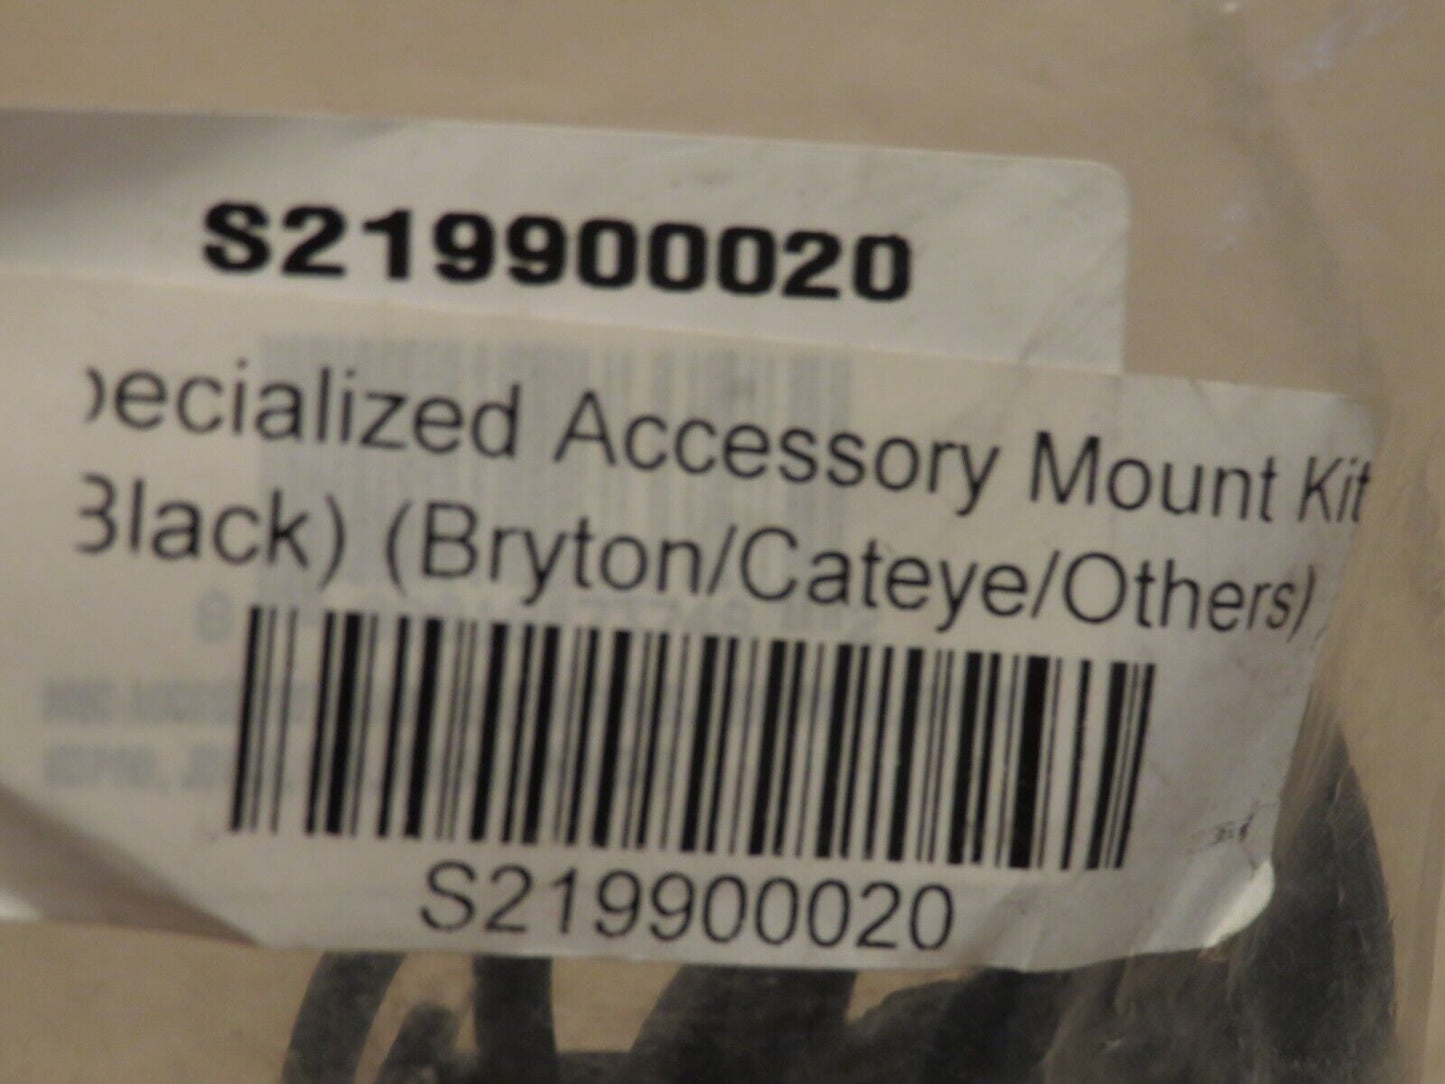 S219900020
pecialized Accessory Mount Kit
Black) (Bryton/Cateye/Others)
S219900020